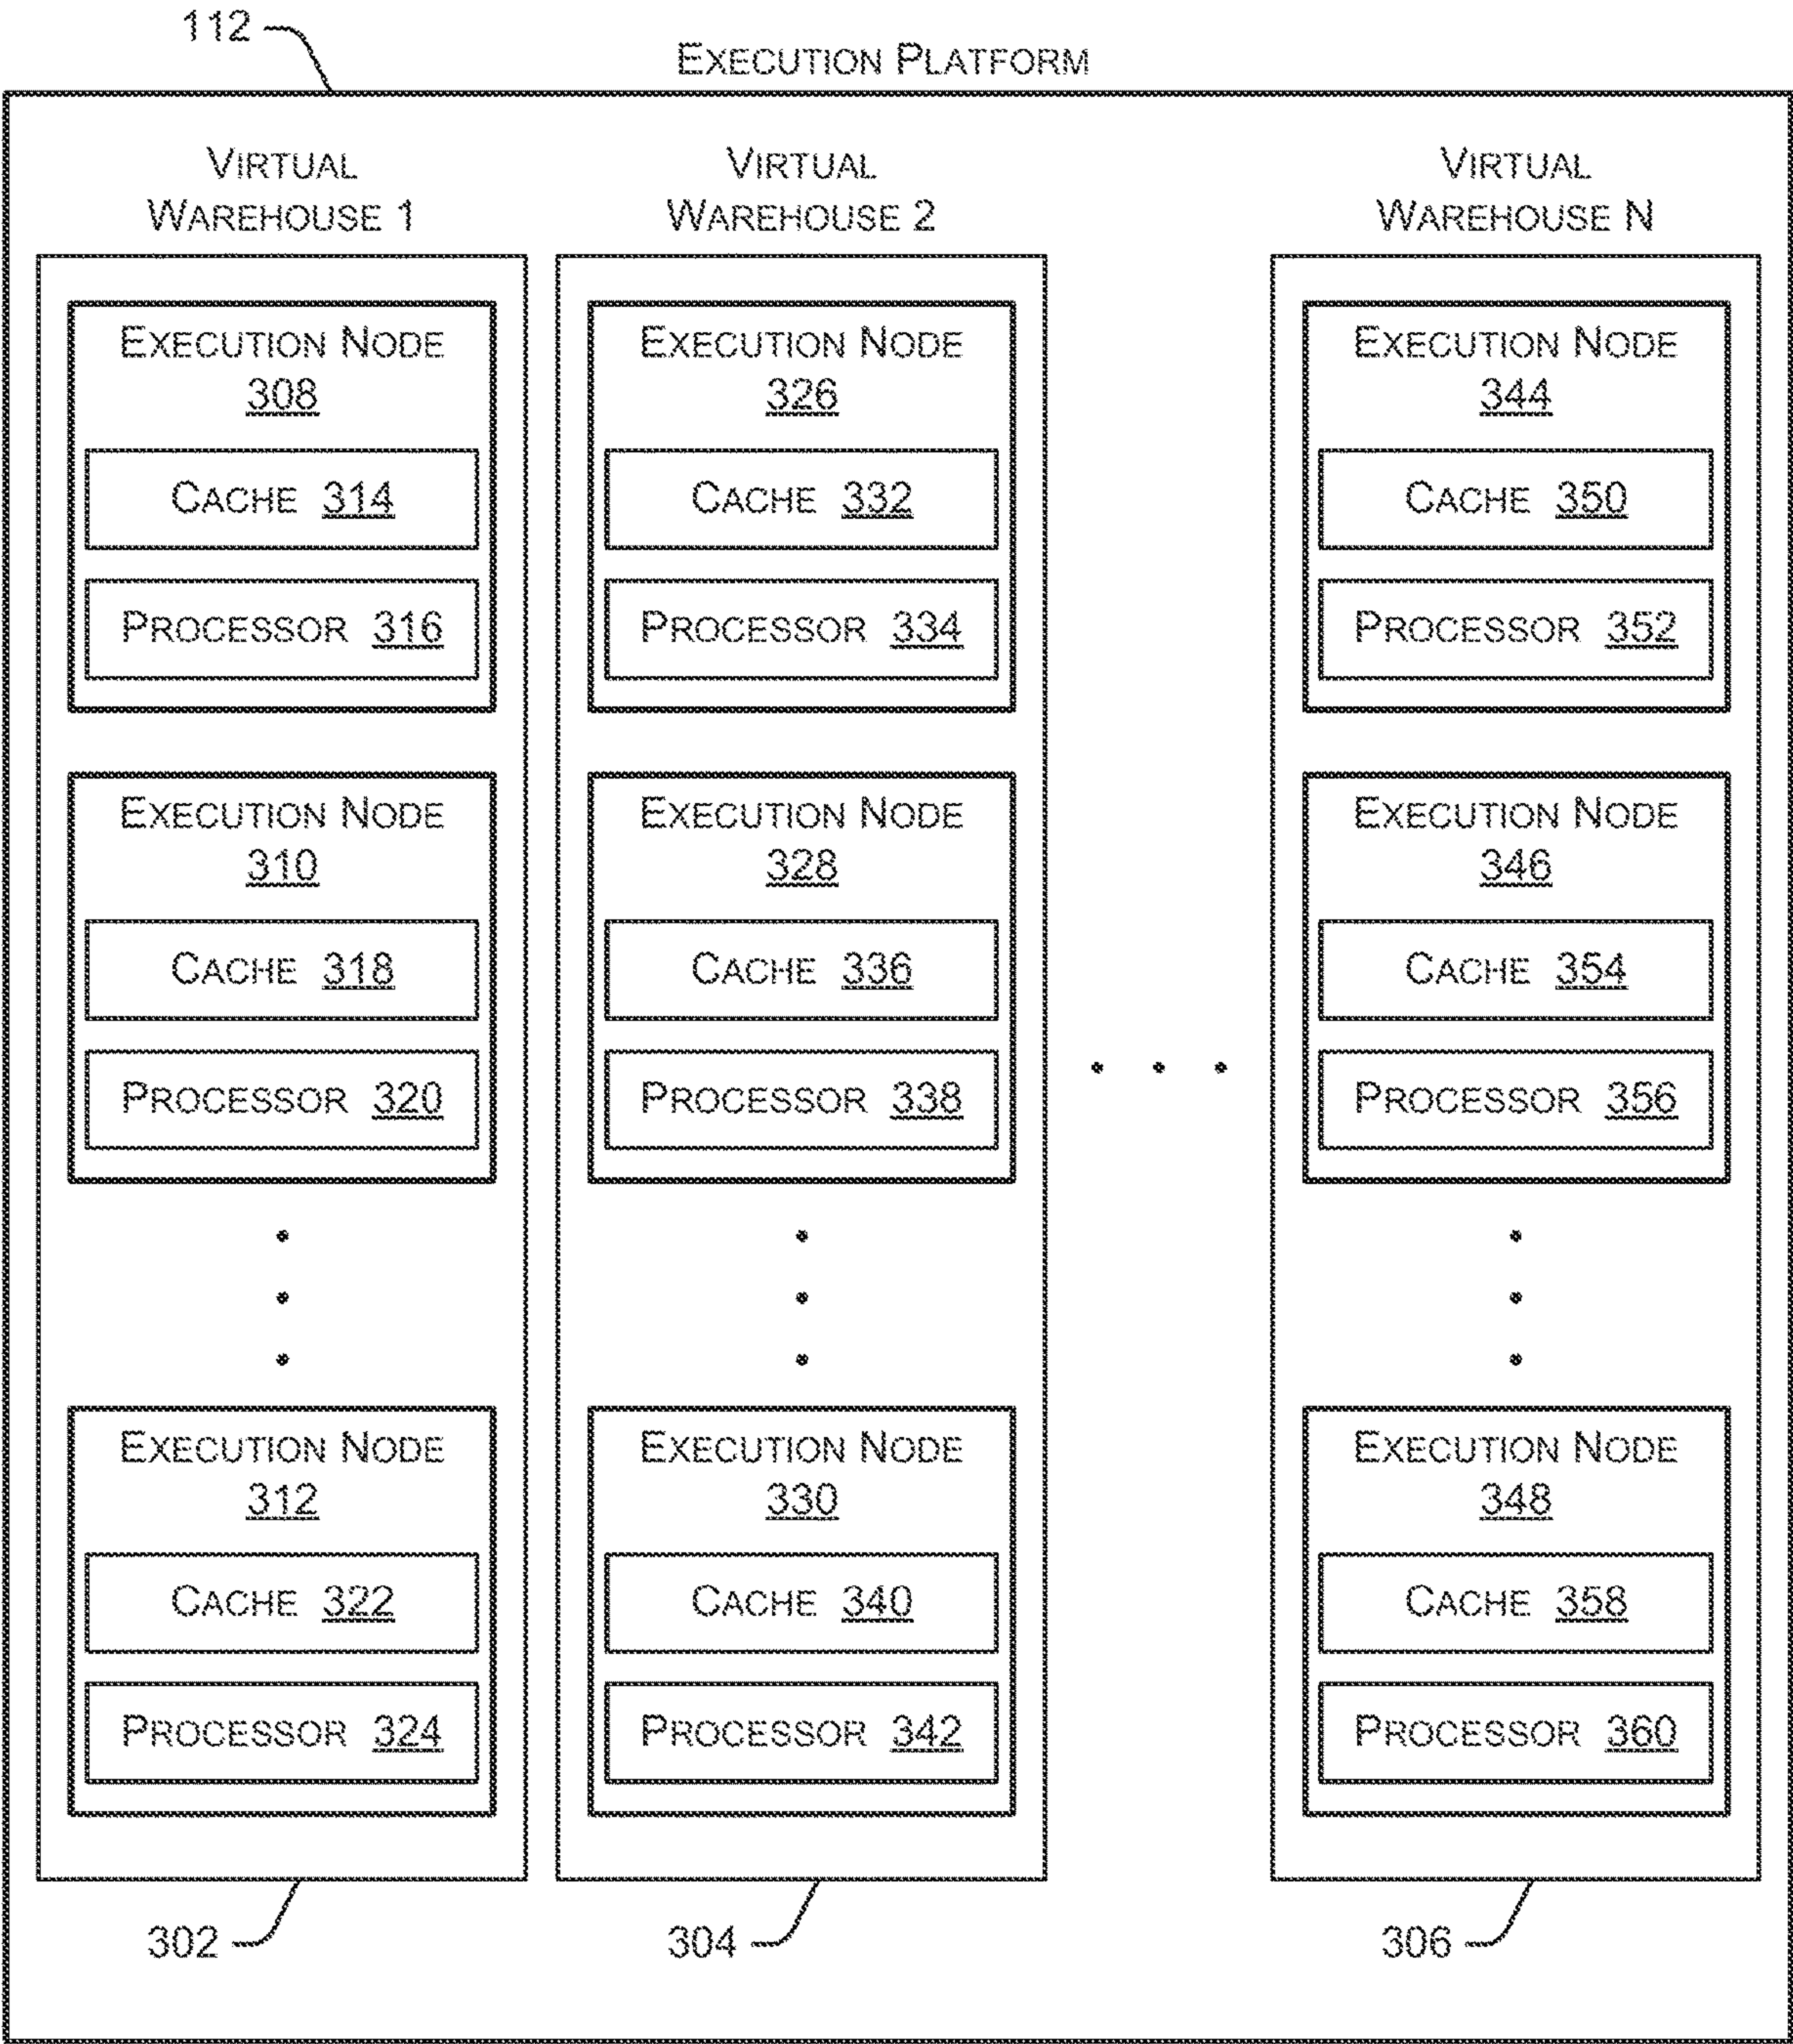 112
EXECUTION PLATFORM
VIRTUAL
WAREHOUSE 1
EXECUTION NODE
308
CACHE 314
PROCESSOR 316
EXECUTION NODE
310
CACHE 318
PROCESSOR 320
EXECUTION NODE
312
CACHE 322
PROCESSOR 324
302
VIRTUAL
WAREHOUSE 2
EXECUTION NODE
326
CACHE 332
PROCESSOR 334
EXECUTION NODE
328
CACHE 336
PROCESSOR 338
EXECUTION NODE
330
CACHE 340
PROCESSOR 342
304
VIRTUAL
WAREHOUSE N
EXECUTION NODE
344
CACHE 350
PROCESSOR 352
EXECUTION NODE
346
CACHE 354
PROCESSOR 356
EXECUTION NODE
348
CACHE 358
PROCESSOR 360
306